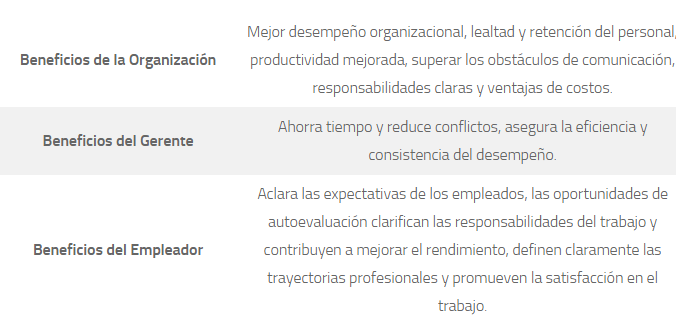 Beneficios de la Organización
Mejor desempeño organizacional, lealtad y retención del personal,
productividad mejorada, superar los obstáculos de comunicación,
responsabilidades claras y ventajas de costos.
Beneficios del Gerente
Ahorra tiempo y reduce conflictos, asegura la eficiencia y
consistencia del desempeño.
Beneficios del Empleador
Aclara las expectativas de los empleados, las oportunidades de
autoevaluación clarifican las responsabilidades del trabajo y
contribuyen a mejorar el rendimiento, definen claramente las
trayectorias profesionales y promueven la satisfacción en el
trabajo.